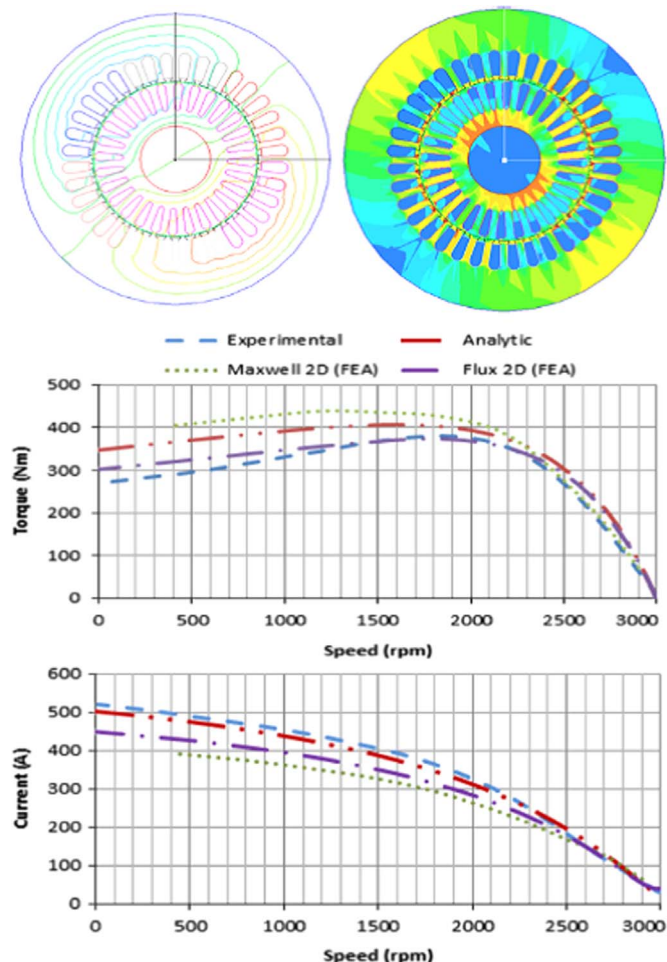 Experimental Analytic
Maxwell 2D (FEA) Flux 2D (FEA)
500
400
300
200
100
0
Torque (Nm)
0 500 1000 1500 2000 2500 3000
Speed (rpm)
600
500
400
300
200
100
0
Current (A)
0 500 1000 1500 2000 2500 3000
Speed (rpm)